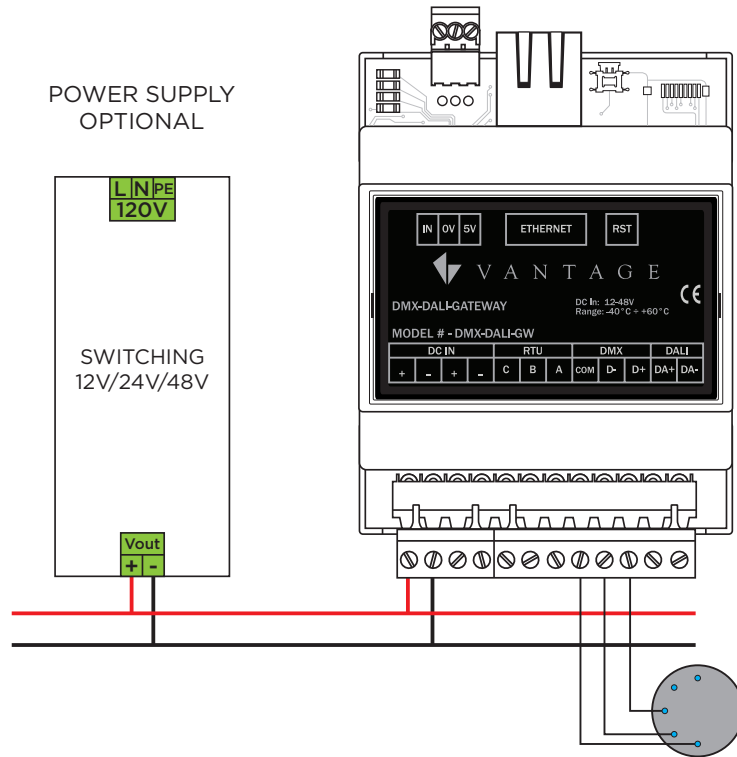 POWER SUPPLY
OPTIONAL
L N PE
120V
SWITCHING
12V/24V/48V
Vout
+ -
IN 0V 5V ETHERNET RST
VANTAGE
CE
DMX-DALI-GATEWAY
DC In: 12-48V
Range: -40°C ÷ +60°C
MODEL # - DMX-DALI-GW
DC IN RTU DMX DALI
+ - + - C B A COM D- D+ DA+ DA-